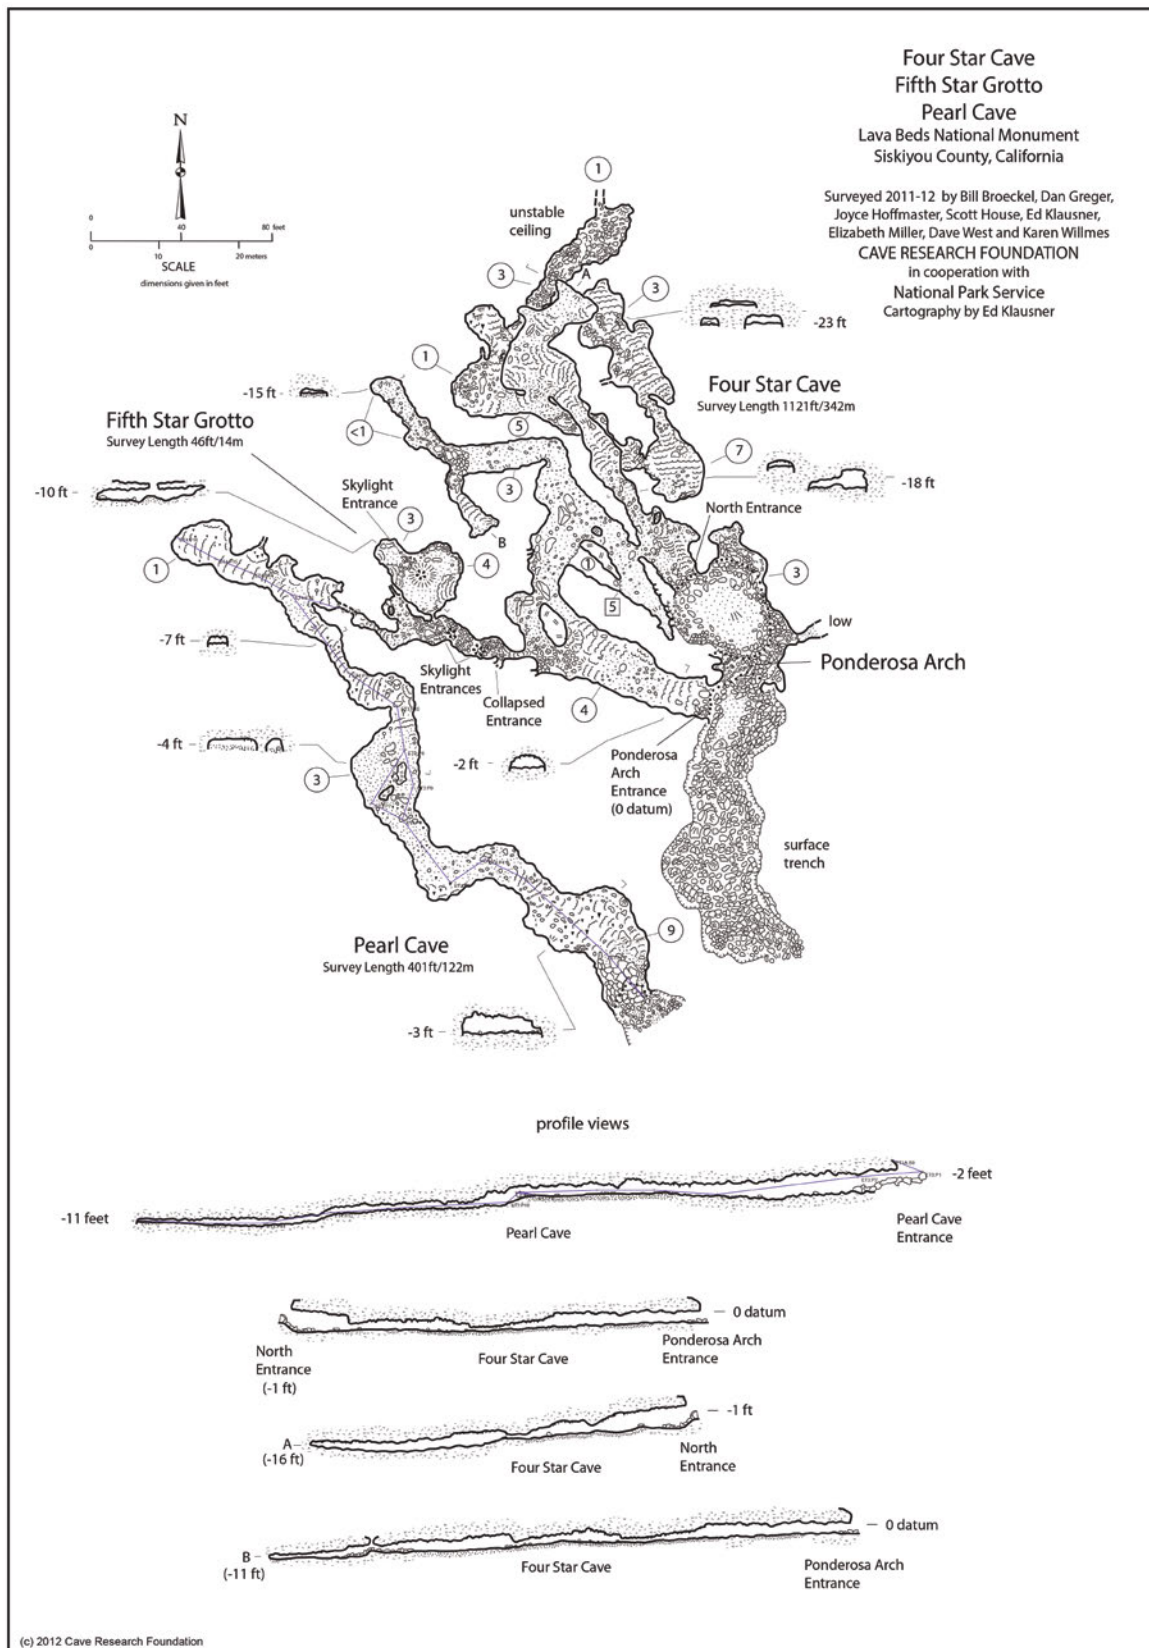 Four Star Cave
Fifth Star Grotto
Pearl Cave
Lava Beds National Monument
Siskiyou County, California
Surveyed 2011-12 by Bill Broeckel, Dan Greger,
Joyce Hoffmaster, Scott House, Ed Klausner,
Elizabeth Miller, Dave West and Karen Willmes
CAVE RESEARCH FOUNDATION
in cooperation with
National Park Service
Cartography by Ed Klausner
N
0 40 80 feet
0 10 20 meters
SCALE
dimensions given in feet
1
unstable
ceiling
3
A
3
-23 ft
1
-15 ft
Four Star Cave
Survey Length 1121ft/342m
Fifth Star Grotto
Survey Length 46ft/14m
<1
5
7
3
-10 ft
-18 ft
Skylight
Entrance
North Entrance
3
B
1
4
1
3
5
low
-7 ft
Ponderosa Arch
Skylight
Entrances
Collapsed
Entrance
4
-4 ft
3
-2 ft
Ponderosa
Arch
Entrance
(0 datum)
surface
trench
9
Pearl Cave
Survey Length 401ft/122m
-3 ft
profile views
-2 feet
-11 feet
Pearl Cave
Pearl Cave
Entrance
0 datum
North
Entrance
(-1 ft)
Four Star Cave
Ponderosa Arch
Entrance
-1 ft
A
(-16 ft)
Four Star Cave
North
Entrance
0 datum
B
(-11 ft)
Four Star Cave
Ponderosa Arch
Entrance
(c) 2012 Cave Research Foundation